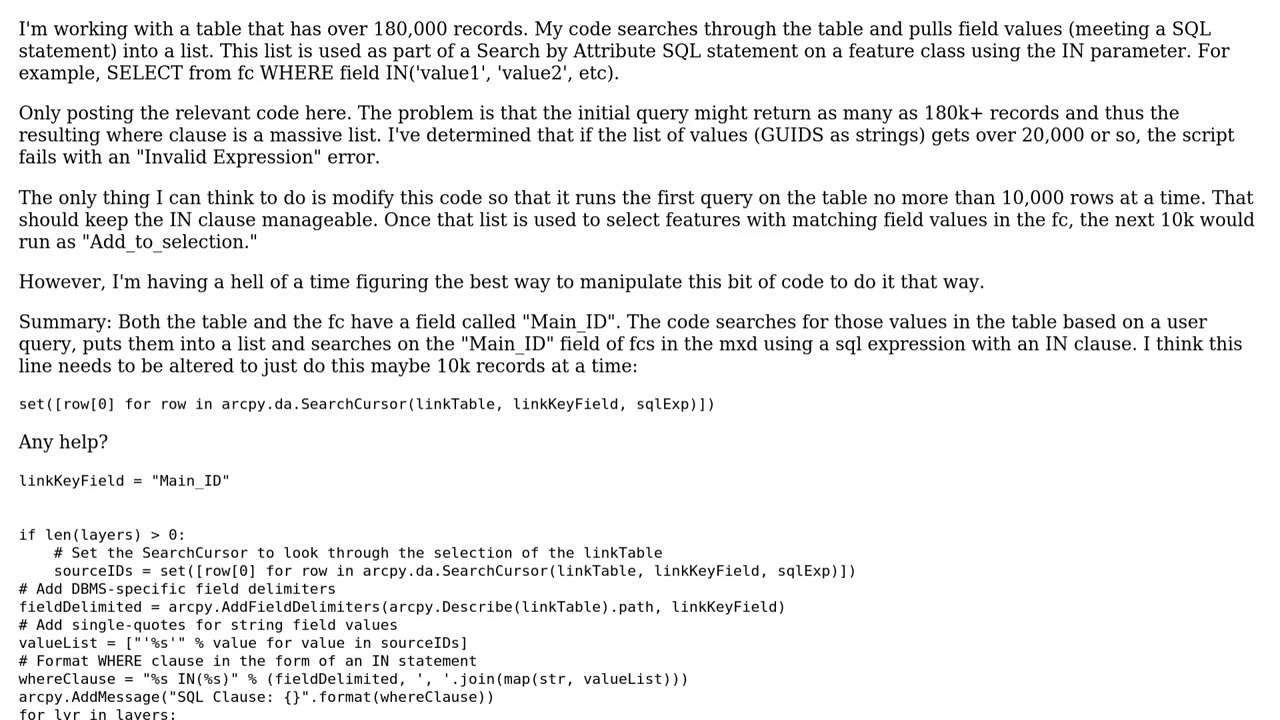 I'm working with a table that has over 180,000 records. My code searches through the table and pulls field values (meeting a SQL
statement) into a list. This list is used as part of a Search by Attribute SQL statement on a feature class using the IN parameter. For
example, SELECT from fc WHERE field IN('value1', 'value2', etc).
Only posting the relevant code here. The problem is that the initial query might return as many as 180k+ records and thus the
resulting where clause is a massive list. I've determined that if the list of values (GUIDS as strings) gets over 20,000 or so, the script
fails with an "Invalid Expression" error.
The only thing I can think to do is modify this code so that it runs the first query on the table no more than 10,000 rows at a time. That
should keep the IN clause manageable. Once that list is used to select features with matching field values in the fc, the next 10k would
run as "Add_to_selection."
However, I'm having a hell of a time figuring the best way to manipulate this bit of code to do it that way.
Summary: Both the table and the fc have a field called "Main_ID". The code searches for those values in the table based on a user
query, puts them into a list and searches on the "Main_ID" field of fcs in the mxd using a sql expression with an IN clause. I think this
line needs to be altered to just do this maybe 10k records at a time:
set([row[0] for row in arcpy.da.SearchCursor(linkTable, linkKeyField, sqlExp)])
Any help?
linkKeyField = "Main_ID"
if len(layers) > 0:
    # Set the SearchCursor to look through the selection of the linkTable
    sourceIDs = set([row[0] for row in arcpy.da.SearchCursor(linkTable, linkKeyField, sqlExp)])
# Add DBMS-specific field delimiters
fieldDelimited = arcpy.AddFieldDelimiters(arcpy.Describe(linkTable).path, linkKeyField)
# Add single-quotes for string field values
valueList = ["'%s'" % value for value in sourceIDs]
# Format WHERE clause in the form of an IN statement
whereClause = "%s IN(%s)" % (fieldDelimited, ', '.join(map(str, valueList)))
arcpy.AddMessage("SQL Clause: {}".format(whereClause))
for lyr in layers: